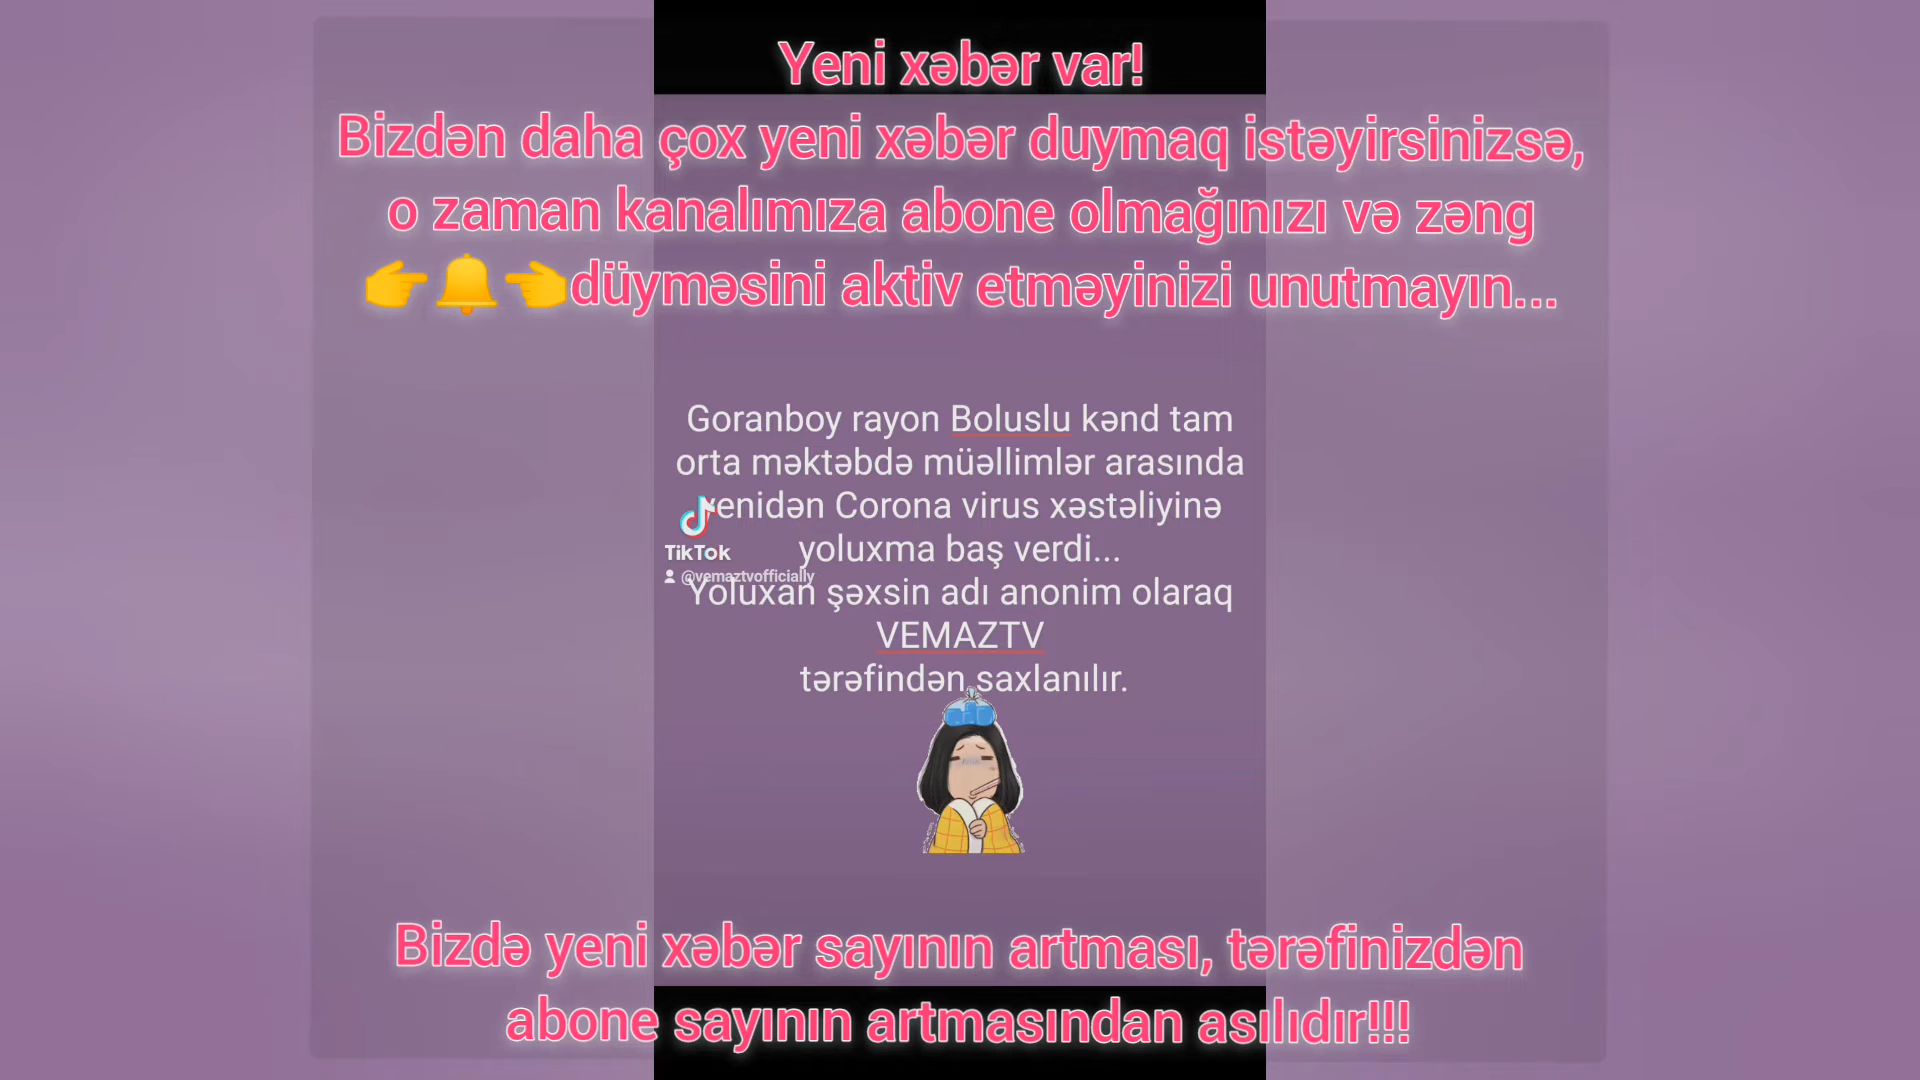 Yeni xəbər var!
Bizdən daha çox yeni xəbər duymaq istəyirsinizsə,
o zaman kanalımıza abone olmağınızı və zəng
👉🔔👈düyməsini aktiv etməyinizi unutmayın...
Goranboy rayon Boluslu kənd tam
orta məktəbdə müəllimlər arasında
yenidən Corona virus xəstəliyinə
yoluxma baş verdi...
TikTok
@vemaztvofficially
Yoluxan şəxsin adı anonim olaraq
VEMAZTV
tərəfindən saxlanılır.
Bizdə yeni xəbər sayının artması, tərəfinizdən
abone sayının artmasından asılıdır!!!